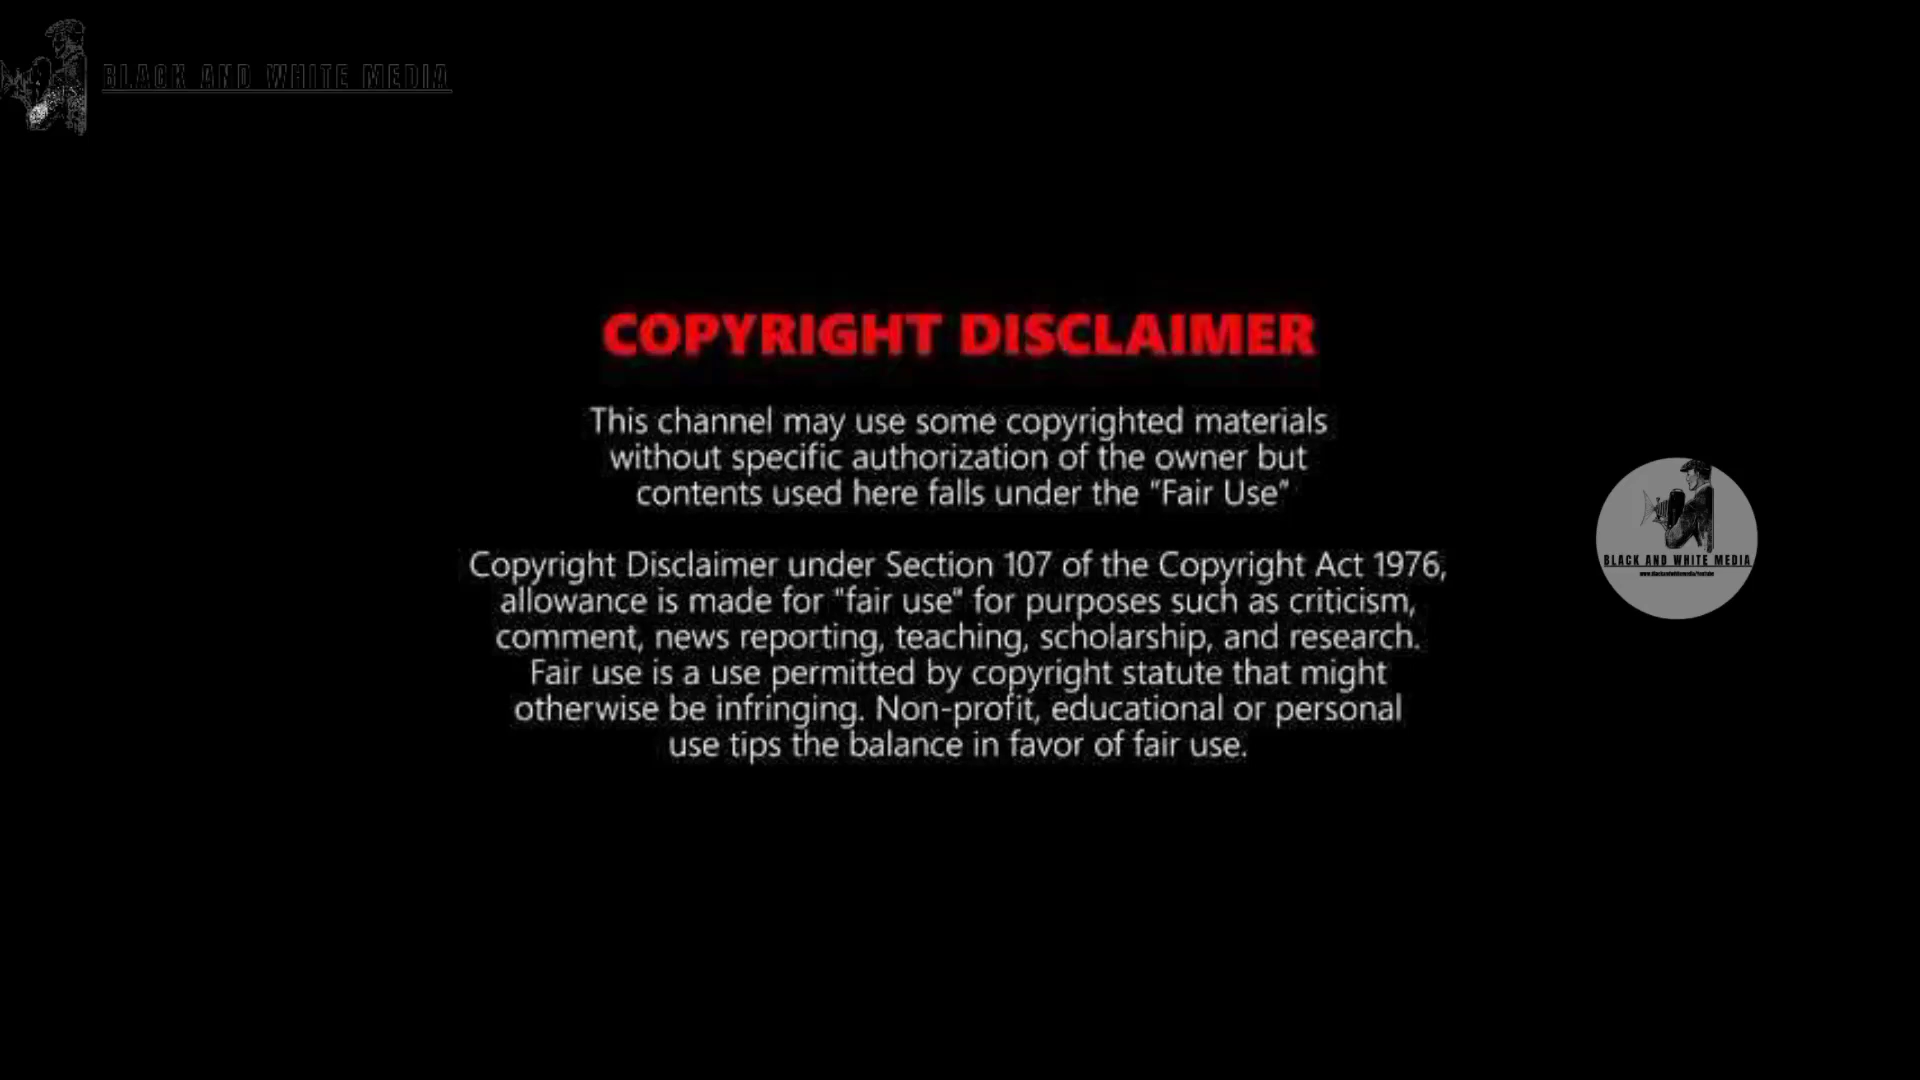 BLACK AND WHITE MEDIA
COPYRIGHT DISCLAIMER
This channel may use some copyrighted materials
without specific authorization of the owner but
contents used here falls under the "Fair Use"
Copyright Disclaimer under Section 107 of the Copyright Act 1976,
allowance is made for "fair use" for purposes such as criticism,
comment, news reporting, teaching, scholarship, and research.
Fair use is a use permitted by copyright statute that might
otherwise be infringing. Non-profit, educational or personal
use tips the balance in favor of fair use.
BLACK AND WHITE MEDIA